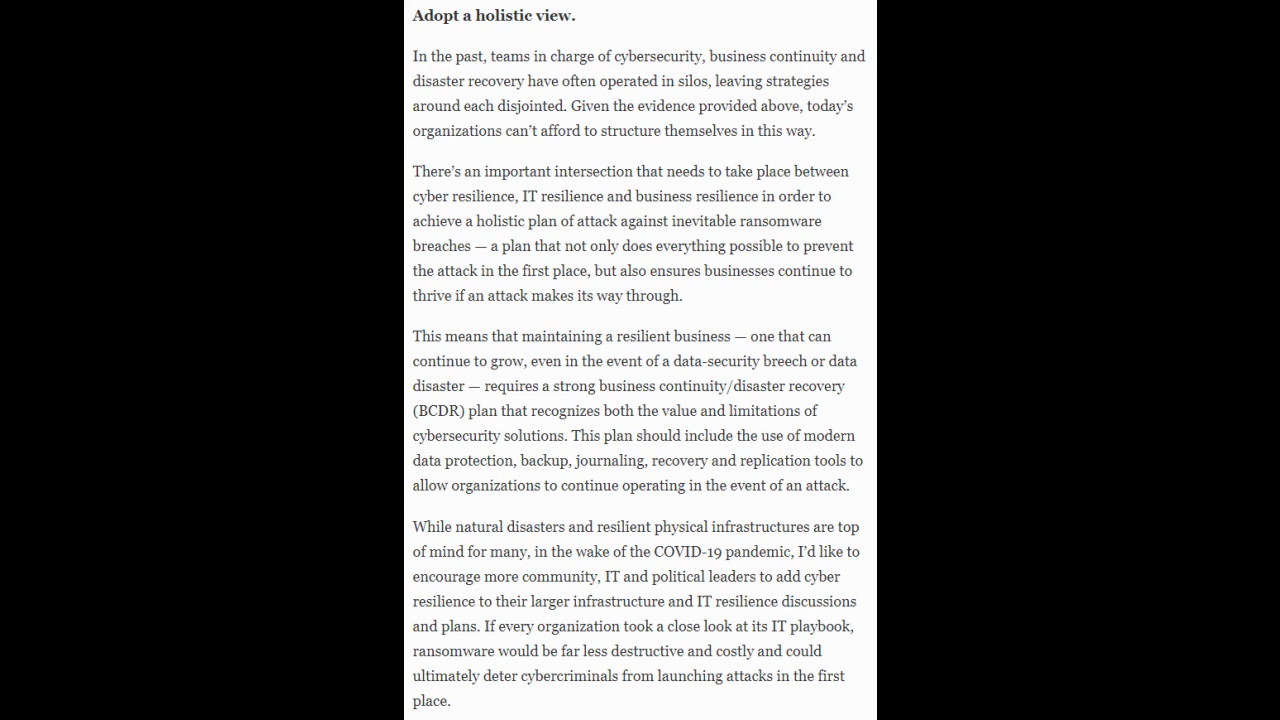 Adopt a holistic view.
In the past, teams in charge of cybersecurity, business continuity and
disaster recovery have often operated in silos, leaving strategies
around each disjointed. Given the evidence provided above, today’s
organizations can’t afford to structure themselves in this way.
There’s an important intersection that needs to take place between
cyber resilience, IT resilience and business resilience in order to
achieve a holistic plan of attack against inevitable ransomware
breaches — a plan that not only does everything possible to prevent
the attack in the first place, but also ensures businesses continue to
thrive if an attack makes its way through.
This means that maintaining a resilient business — one that can
continue to grow, even in the event of a data-security breech or data
disaster — requires a strong business continuity/disaster recovery
(BCDR) plan that recognizes both the value and limitations of
cybersecurity solutions. This plan should include the use of modern
data protection, backup, journaling, recovery and replication tools to
allow organizations to continue operating in the event of an attack.
While natural disasters and resilient physical infrastructures are top
of mind for many, in the wake of the COVID-19 pandemic, I’d like to
encourage more community, IT and political leaders to add cyber
resilience to their larger infrastructure and IT resilience discussions
and plans. If every organization took a close look at its IT playbook,
ransomware would be far less destructive and costly and could
ultimately deter cybercriminals from launching attacks in the first
place.